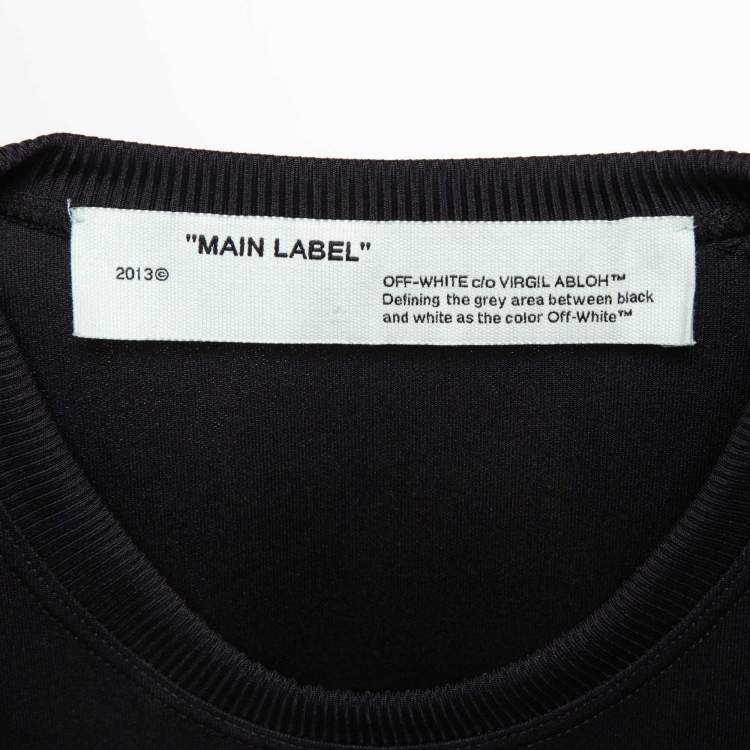 "MAIN LABEL"
2013©
OFF-WHITE c/o VIRGIL ABLOH™
Defining the grey area between black
and white as the color Off-White™